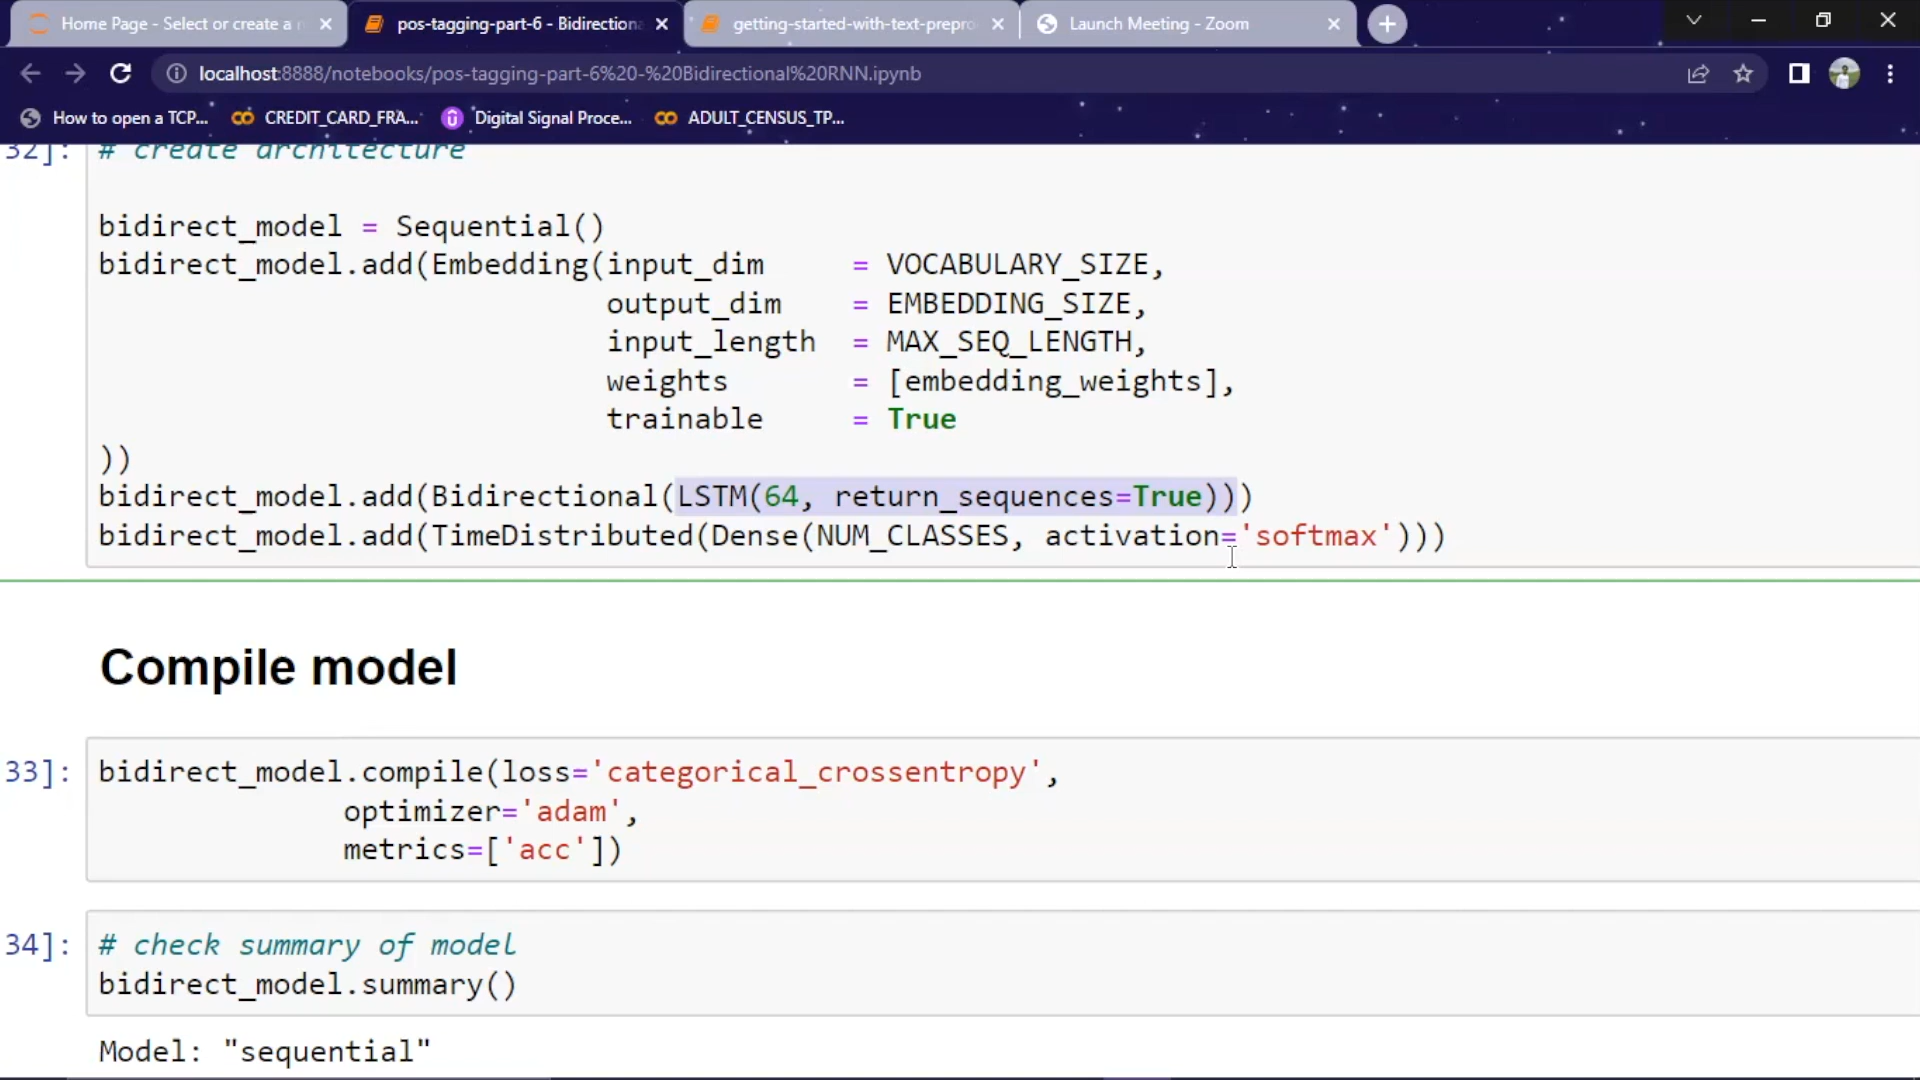 Home Page - Select or create a n
pos-tagging-part-6 - Bidirectiona
getting-started-with-text-prepro
Launch Meeting - Zoom
localhost:8888/notebooks/pos-tagging-part-6%20-%20Bidirectional%20RNN.ipynb
How to open a TCP...
CREDIT_CARD_FRA...
Digital Signal Proce...
ADULT_CENSUS_TP...
32]: # create architecture
bidirect_model = Sequential()
bidirect_model.add(Embedding(input_dim = VOCABULARY_SIZE,
output_dim = EMBEDDING_SIZE,
input_length = MAX_SEQ_LENGTH,
weights = [embedding_weights],
trainable = True
))
bidirect_model.add(Bidirectional(LSTM(64, return_sequences=True)))
bidirect_model.add(TimeDistributed(Dense(NUM_CLASSES, activation='softmax')))
Compile model
33]: bidirect_model.compile(loss='categorical_crossentropy',
optimizer='adam',
metrics=['acc'])
34]: # check summary of model
bidirect_model.summary()
Model: "sequential"